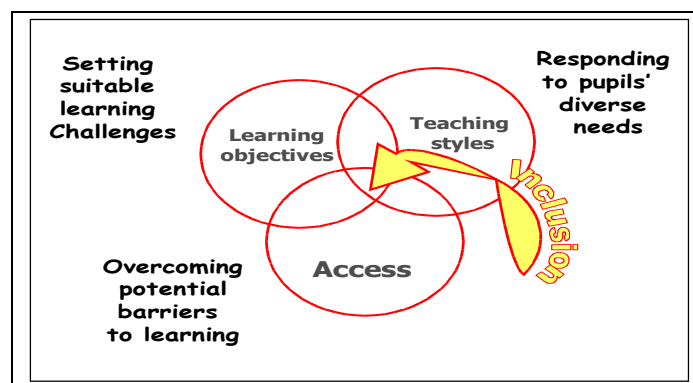 Setting
suitable
learning
Challenges
Responding
to pupils'
diverse
needs
Learning
objectives
Teaching
styles
Inclusion
Access
Overcoming
potential
barriers
to learning